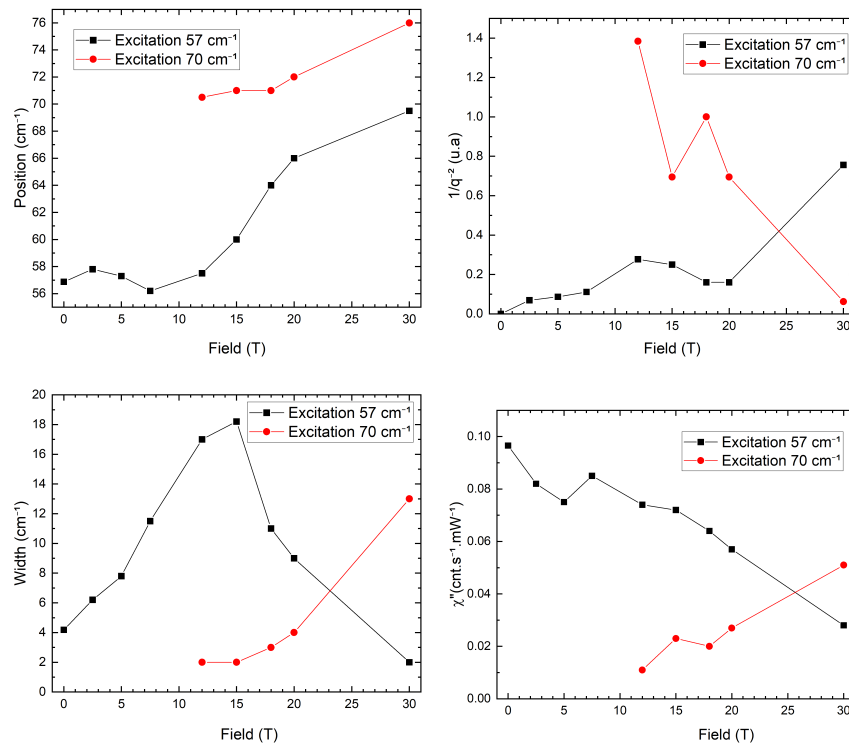 76
74
72
70
68
66
64
62
60
58
56
Position (cm⁻¹)
Excitation 57 cm⁻¹
Excitation 70 cm⁻¹
0 5 10 15 20 25 30
Field (T)
1.4
1.2
1.0
0.8
0.6
0.4
0.2
0.0
1/q⁻² (u.a)
Excitation 57 cm⁻¹
Excitation 70 cm⁻¹
0 5 10 15 20 25 30
Field (T)
20
18
16
14
12
10
8
6
4
2
0
Width (cm⁻¹)
Excitation 57 cm⁻¹
Excitation 70 cm⁻¹
0 5 10 15 20 25 30
Field (T)
0.10
0.08
0.06
0.04
0.02
0.00
χ"(cnt.s⁻¹.mW⁻¹)
Excitation 57 cm⁻¹
Excitation 70 cm⁻¹
0 5 10 15 20 25 30
Field (T)